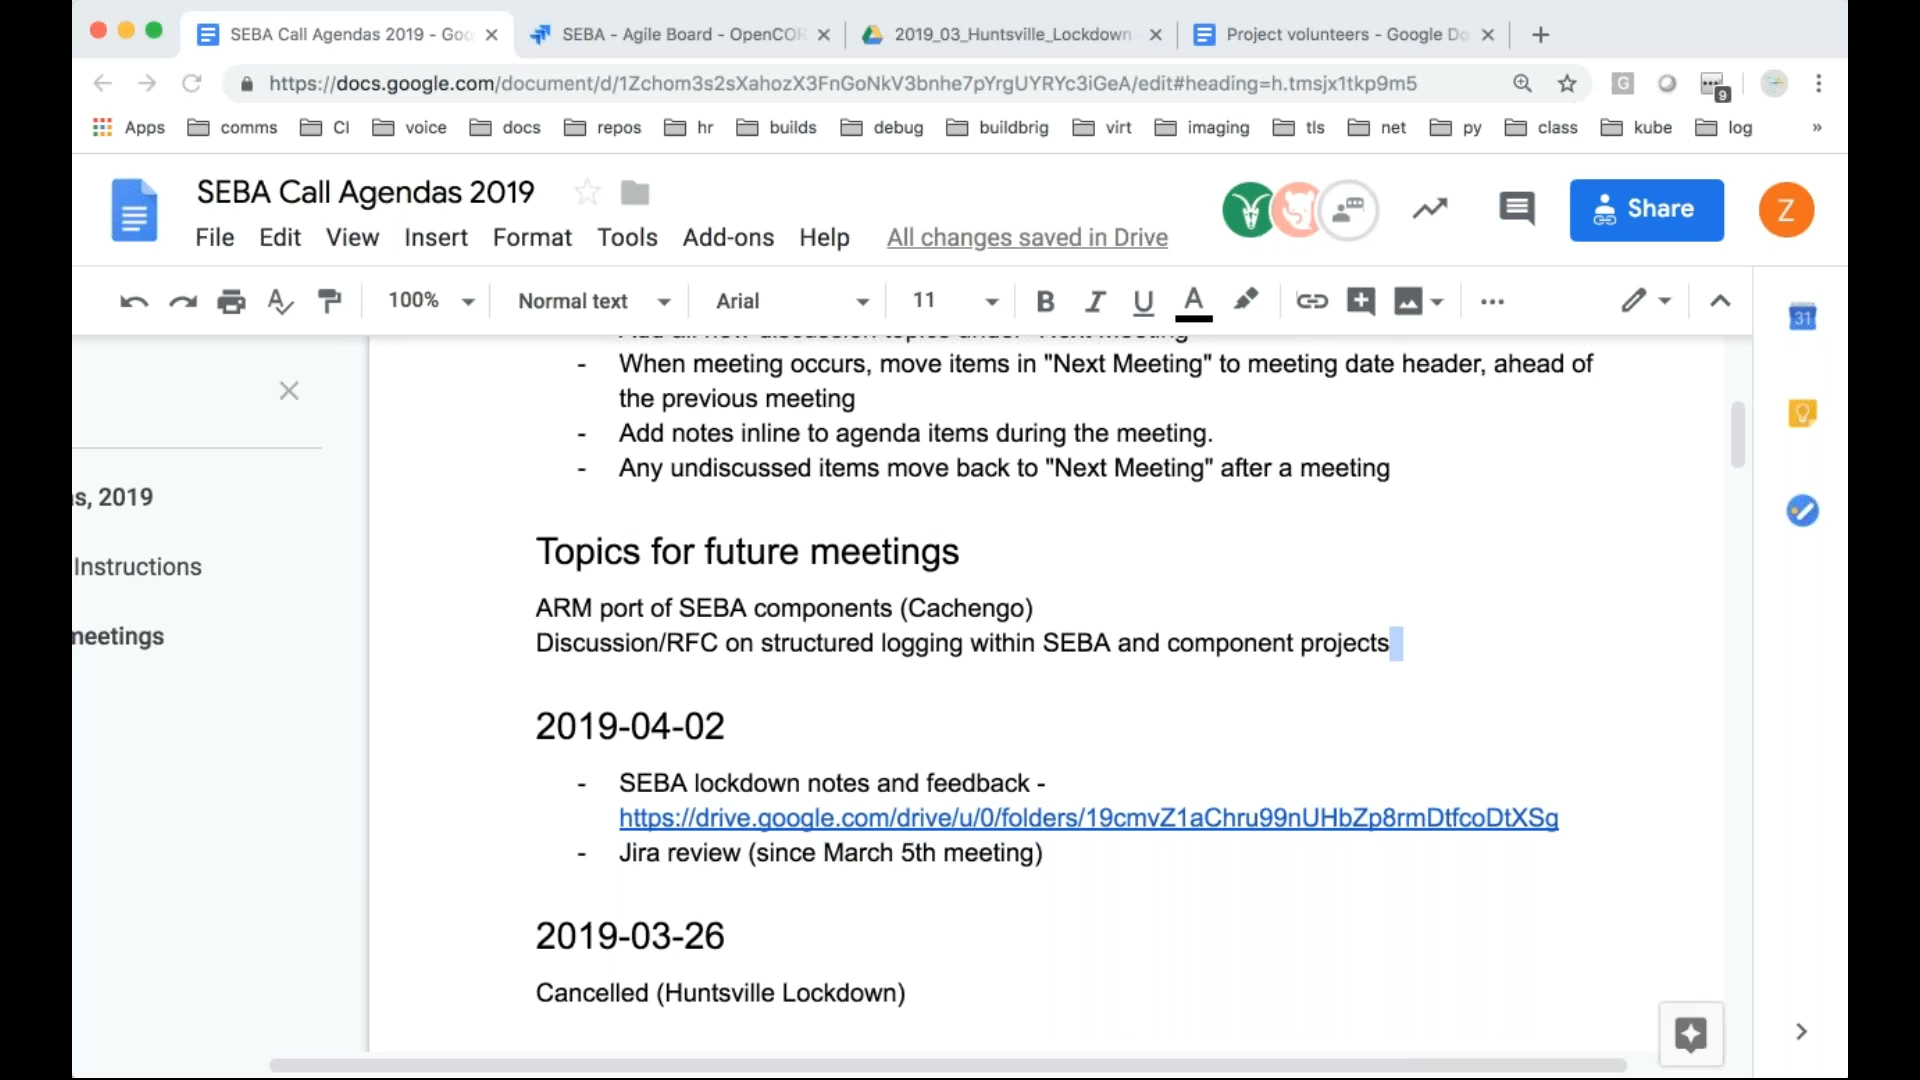 SEBA Call Agendas 2019 - Goo
SEBA - Agile Board - OpenCOR
2019_03_Huntsville_Lockdown
Project volunteers - Google Do
https://docs.google.com/document/d/1Zchom3s2sXahozX3FnGoNkV3bnhe7pYrgUYRYc3iGeA/edit#heading=h.tmsjx1tkp9m5
G
9
Apps comms CI voice docs repos hr builds debug buildbrig virt imaging tls net py class kube log »
SEBA Call Agendas 2019
Share
Z
File Edit View Insert Format Tools Add-ons Help All changes saved in Drive
100% Normal text Arial 11 B I U A
31
- When meeting occurs, move items in "Next Meeting" to meeting date header, ahead of
the previous meeting
- Add notes inline to agenda items during the meeting.
- Any undiscussed items move back to "Next Meeting" after a meeting
s, 2019
Instructions
meetings
Topics for future meetings
ARM port of SEBA components (Cachengo)
Discussion/RFC on structured logging within SEBA and component projects
2019-04-02
- SEBA lockdown notes and feedback -
https://drive.google.com/drive/u/0/folders/19cmvZ1aChru99nUHbZp8rmDtfcoDtXSg
- Jira review (since March 5th meeting)
2019-03-26
Cancelled (Huntsville Lockdown)